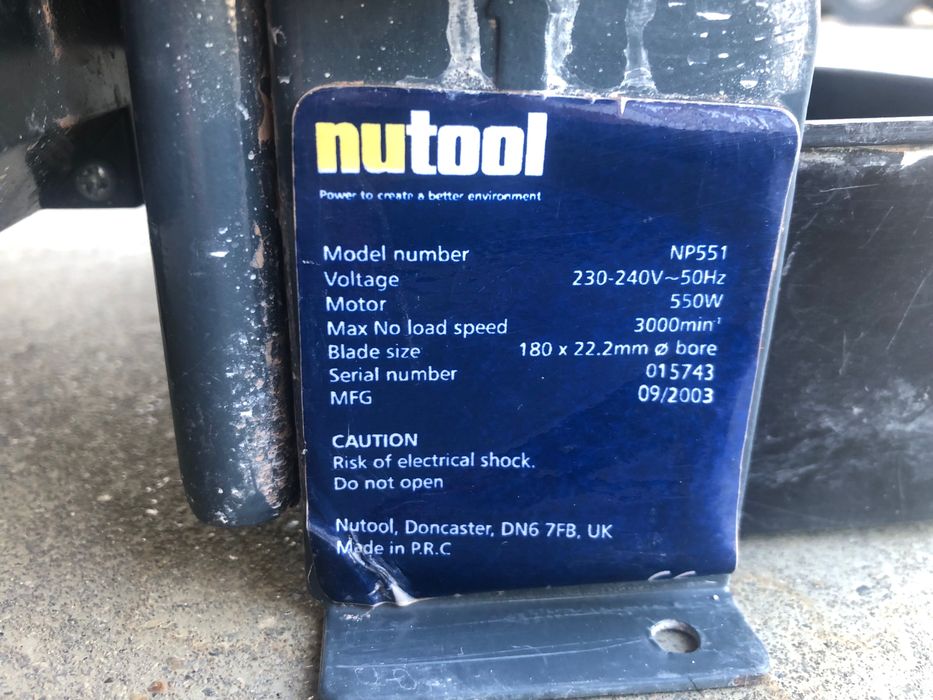 nutool
Power to create a better environment
Model number NP551
Voltage 230-240V~50Hz
Motor 550W
Max No load speed 3000min⁻¹
Blade size 180 x 22.2mm ø bore
Serial number 015743
MFG 09/2003
CAUTION
Risk of electrical shock.
Do not open
Nutool, Doncaster, DN6 7FB, UK
Made in P.R.C